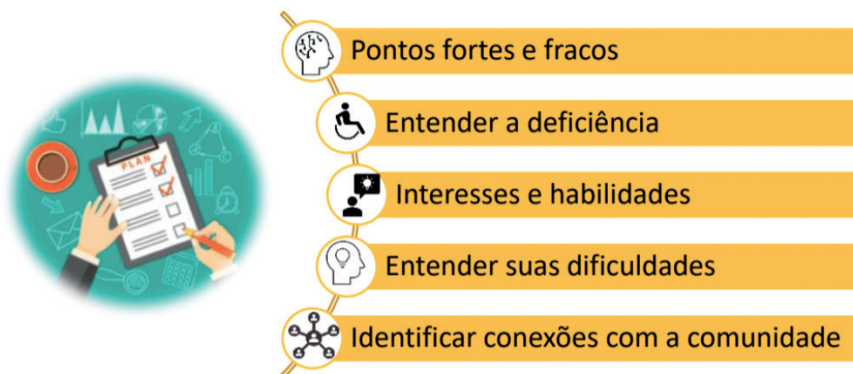 PLAN
Pontos fortes e fracos
Entender a deficiência
Interesses e habilidades
Entender suas dificuldades
Identificar conexões com a comunidade